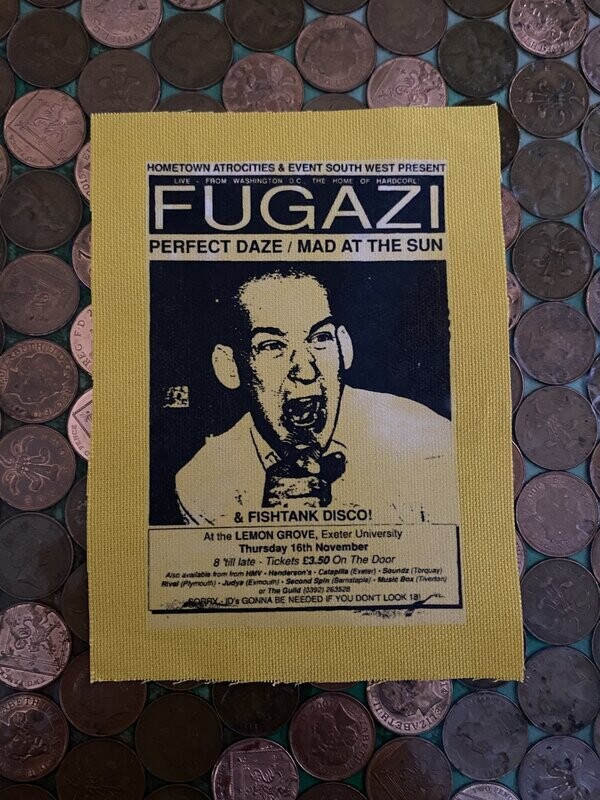 HOMETOWN ATROCITIES & EVENT SOUTH WEST PRESENT
LIVE - FROM WASHINGTON D.C. THE HOME OF HARDCORE!
FUGAZI
PERFECT DAZE / MAD AT THE SUN
& FISHTANK DISCO!
At the LEMON GROVE, Exeter University
Thursday 16th November
8 'till late - Tickets £3.50 On The Door
Also available from from HMV - Henderson's - Catapilla (Exeter) - Soundz (Torquay)
Rival (Plymouth) - Judys (Exmouth) - Second Spin (Barnstaple) - Music Box (Tiverton)
or The Guild (0392) 263528
SORRY - ID's GONNA BE NEEDED IF YOU DON'T LOOK 18!
ELIZABETH II